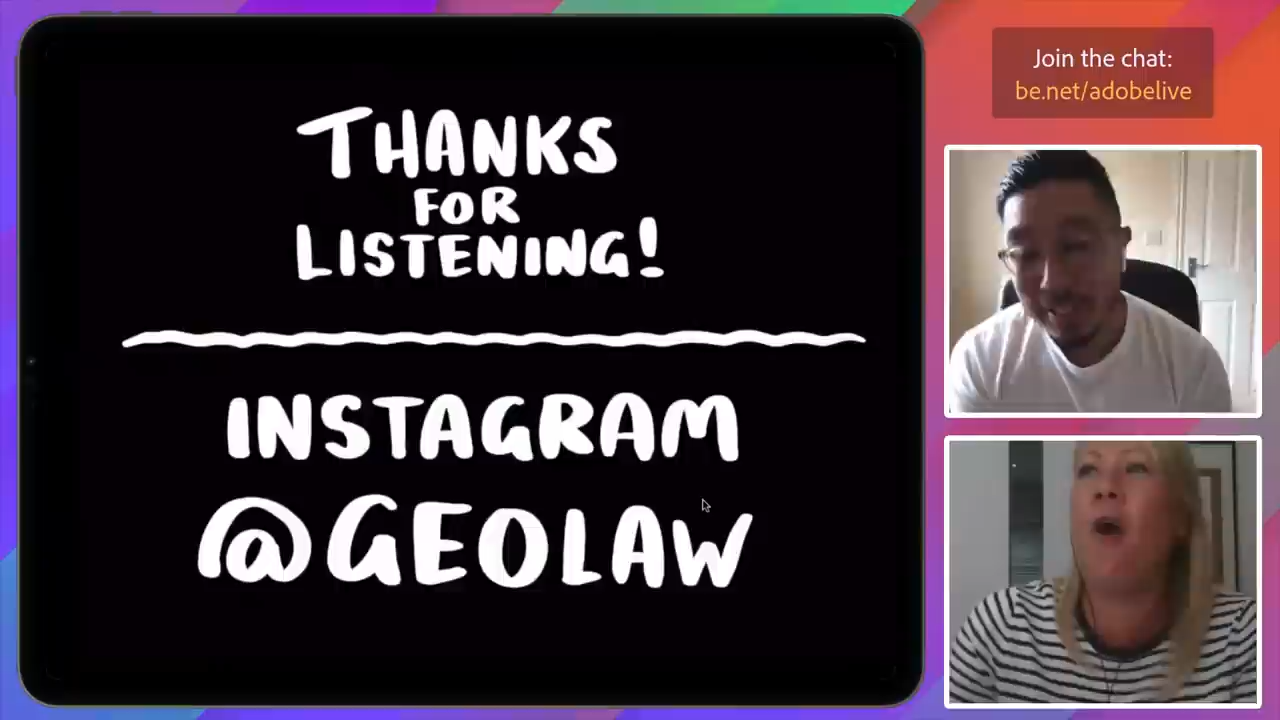 THANKS
FOR
LISTENING!
INSTAGRAM
@GEOLAW
Join the chat:
be.net/adobelive